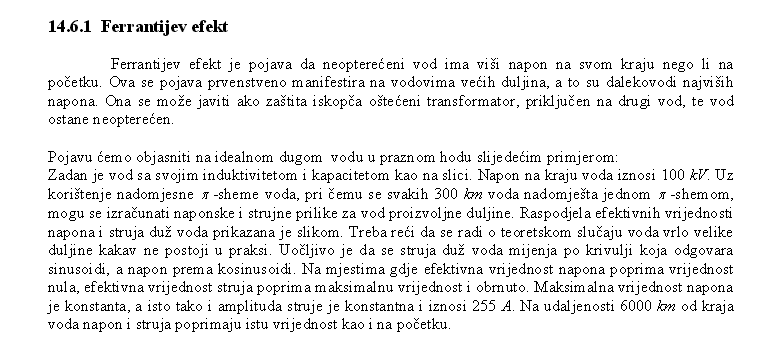 14.6.1 Ferrantijev efekt
Ferrantijev efekt je pojava da neopterećeni vod ima viši napon na svom kraju nego li na
početku. Ova se pojava prvenstveno manifestira na vodovima većih duljina, a to su dalekovodi najviših
napona. Ona se može javiti ako zaštita iskopča oštećeni transformator, priključen na drugi vod, te vod
ostane neopterećen.
Pojavu ćemo objasniti na idealnom dugom vodu u praznom hodu slijedećim primjerom:
Zadan je vod sa svojim induktivitetom i kapacitetom kao na slici. Napon na kraju voda iznosi 100 kV. Uz
korištenje nadomjesne π -sheme voda, pri čemu se svakih 300 km voda nadomješta jednom π -shemom,
mogu se izračunati naponske i strujne prilike za vod proizvoljne duljine. Raspodjela efektivnih vrijednosti
napona i struja duž voda prikazana je slikom. Treba reći da se radi o teoretskom slučaju voda vrlo velike
duljine kakav ne postoji u praksi. Uočljivo je da se struja duž voda mijenja po krivulji koja odgovara
sinusoidi, a napon prema kosinusoidi. Na mjestima gdje efektivna vrijednost napona poprima vrijednost
nula, efektivna vrijednost struja poprima maksimalnu vrijednost i obrnuto. Maksimalna vrijednost napona
je konstanta, a isto tako i amplituda struje je konstantna i iznosi 255 A. Na udaljenosti 6000 km od kraja
voda napon i struja poprimaju istu vrijednost kao i na početku.